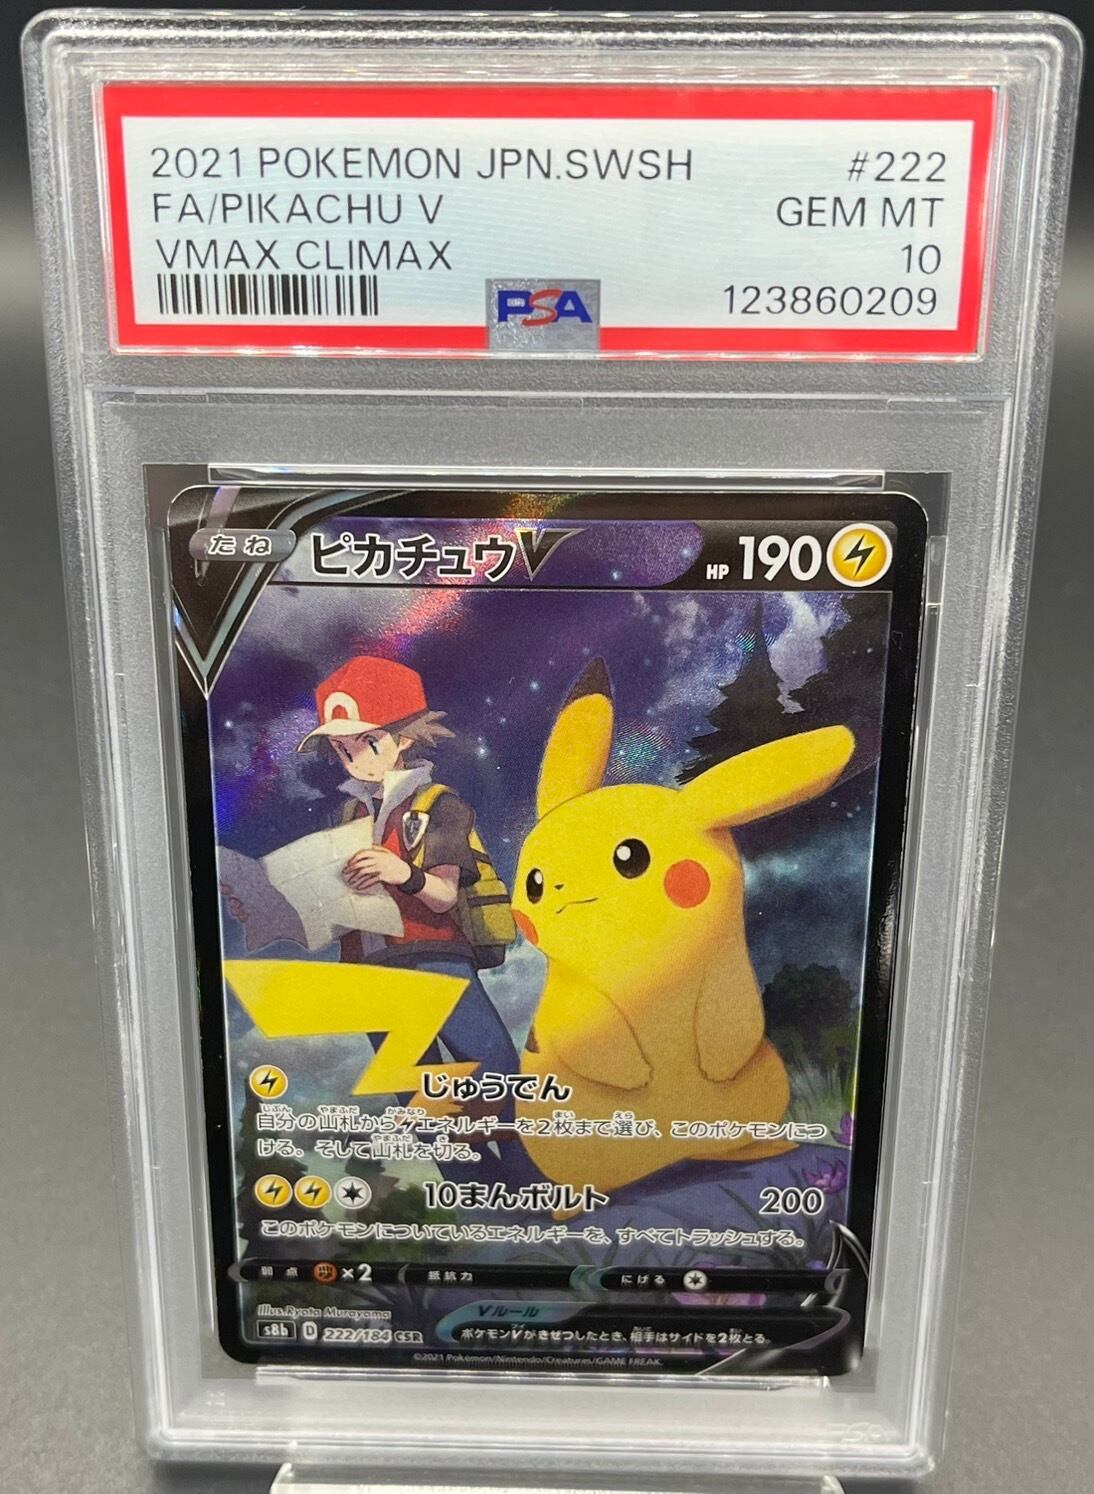 2021 POKEMON JPN.SWSH #222
FA/PIKACHU V GEM MT
VMAX CLIMAX 10
PSA 123860209
たね ピカチュウV HP 190
じゅうでん
自分の山札からエネルギーを2枚まで選び、このポケモンにつ
ける。そして山札を切る。
10まんボルト 200
このポケモンについているエネルギーを、すべてトラッシュする。
弱点 ×2 抵抗力 にげる
Illus. Ryota Murayama
Vルール
s8b D 222/184 CSR ポケモンVがきぜつしたとき、相手はサイドを2枚とる。
©2021 Pokémon/Nintendo/Creatures/GAME FREAK.